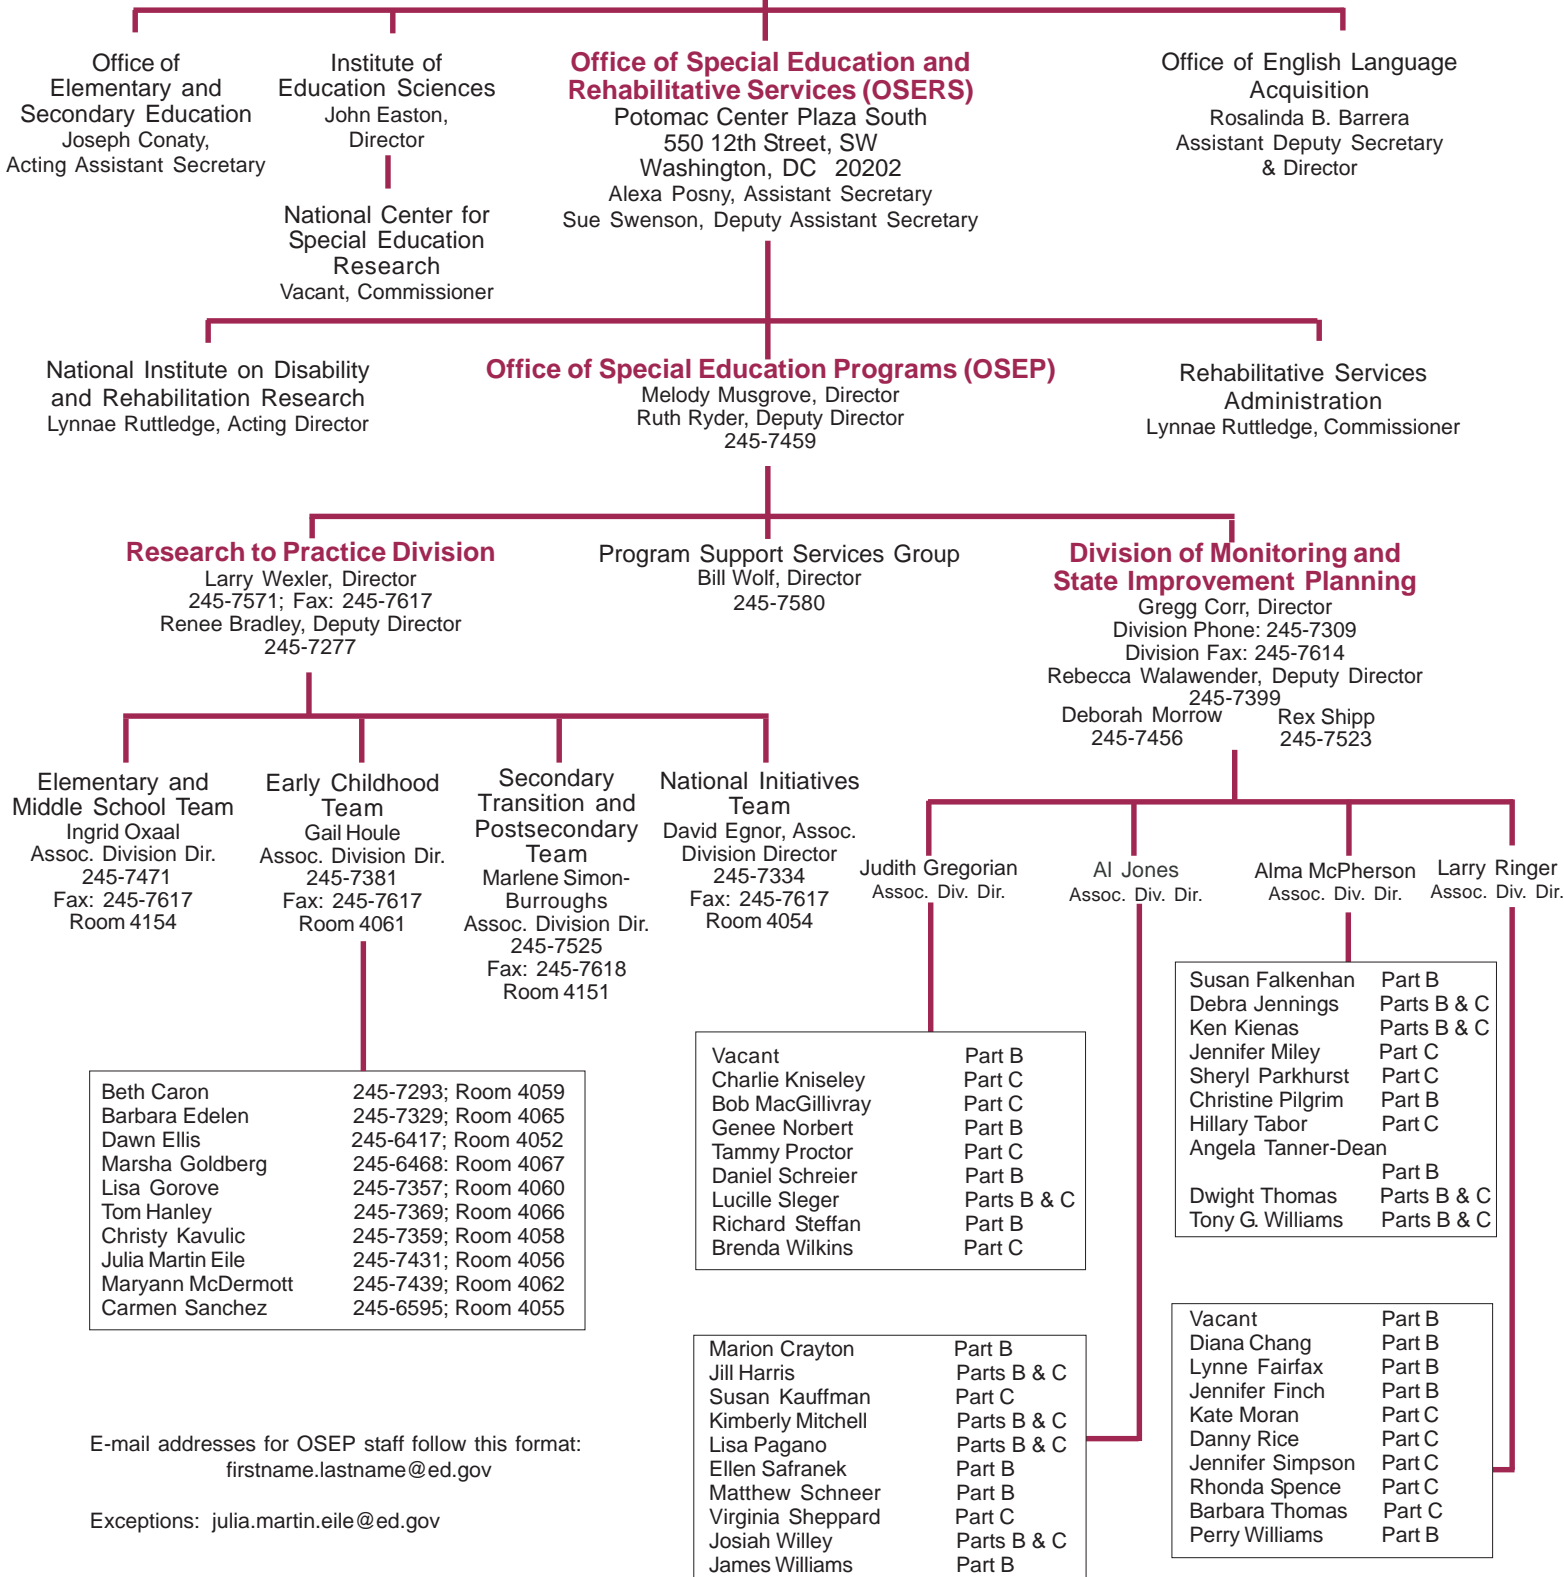 Office of
Elementary and
Secondary Education
Joseph Conaty,
Acting Assistant Secretary
Institute of
Education Sciences
John Easton,
Director
National Center for
Special Education
Research
Vacant, Commissioner
Office of Special Education and
Rehabilitative Services (OSERS)
Potomac Center Plaza South
550 12th Street, SW
Washington, DC 20202
Alexa Posny, Assistant Secretary
Sue Swenson, Deputy Assistant Secretary
Office of English Language
Acquisition
Rosalinda B. Barrera
Assistant Deputy Secretary
& Director
National Institute on Disability
and Rehabilitation Research
Lynnae Ruttledge, Acting Director
Office of Special Education Programs (OSEP)
Melody Musgrove, Director
Ruth Ryder, Deputy Director
245-7459
Rehabilitative Services
Administration
Lynnae Ruttledge, Commissioner
Research to Practice Division
Larry Wexler, Director
245-7571; Fax: 245-7617
Renee Bradley, Deputy Director
245-7277
Program Support Services Group
Bill Wolf, Director
245-7580
Division of Monitoring and
State Improvement Planning
Gregg Corr, Director
Division Phone: 245-7309
Division Fax: 245-7614
Rebecca Walawender, Deputy Director
245-7399
Deborah Morrow
245-7456
Rex Shipp
245-7523
Elementary and
Middle School Team
Ingrid Oxaal
Assoc. Division Dir.
245-7471
Fax: 245-7617
Room 4154
Early Childhood
Team
Gail Houle
Assoc. Division Dir.
245-7381
Fax: 245-7617
Room 4061
Secondary
Transition and
Postsecondary
Team
Marlene Simon-
Burroughs
Assoc. Division Dir.
245-7525
Fax: 245-7618
Room 4151
National Initiatives
Team
David Egnor, Assoc.
Division Director
245-7334
Fax: 245-7617
Room 4054
Judith Gregorian
Assoc. Div. Dir.
Al Jones
Assoc. Div. Dir.
Alma McPherson
Assoc. Div. Dir.
Larry Ringer
Assoc. Div. Dir.
Beth Caron 245-7293; Room 4059
Barbara Edelen 245-7329; Room 4065
Dawn Ellis 245-6417; Room 4052
Marsha Goldberg 245-6468: Room 4067
Lisa Gorove 245-7357; Room 4060
Tom Hanley 245-7369; Room 4066
Christy Kavulic 245-7359; Room 4058
Julia Martin Eile 245-7431; Room 4056
Maryann McDermott 245-7439; Room 4062
Carmen Sanchez 245-6595; Room 4055
Vacant Part B
Charlie Kniseley Part C
Bob MacGillivray Part C
Genee Norbert Part B
Tammy Proctor Part C
Daniel Schreier Part B
Lucille Sleger Parts B & C
Richard Steffan Part B
Brenda Wilkins Part C
Susan Falkenhan Part B
Debra Jennings Parts B & C
Ken Kienas Parts B & C
Jennifer Miley Part C
Sheryl Parkhurst Part C
Christine Pilgrim Part B
Hillary Tabor Part C
Angela Tanner-Dean
Part B
Dwight Thomas Parts B & C
Tony G. Williams Parts B & C
Marion Crayton Part B
Jill Harris Parts B & C
Susan Kauffman Part C
Kimberly Mitchell Parts B & C
Lisa Pagano Parts B & C
Ellen Safranek Part B
Matthew Schneer Part B
Virginia Sheppard Part C
Josiah Willey Parts B & C
James Williams Part B
Vacant Part B
Diana Chang Part B
Lynne Fairfax Part B
Jennifer Finch Part B
Kate Moran Part C
Danny Rice Part C
Jennifer Simpson Part C
Rhonda Spence Part C
Barbara Thomas Part C
Perry Williams Part B
E-mail addresses for OSEP staff follow this format:
firstname.lastname@ed.gov
Exceptions: julia.martin.eile@ed.gov